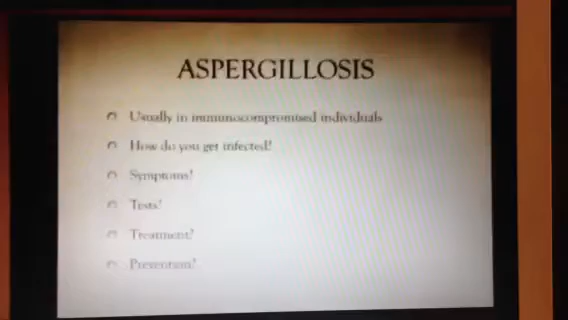 ASPERGILLOSIS
Usually in immunocompromised individuals
How do you get infected?
Symptoms?
Tests?
Treatment?
Prevention?